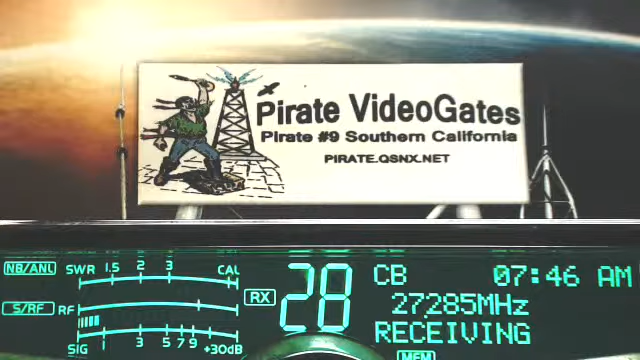 Pirate VideoGates
Pirate #9 Southern California
PIRATE.QSNX.NET
NB/ANL SWR 1.5 2 3 CAL
S/RF RF
RX 28
CB 07:46 AM
27285MHz
RECEIVING
SIG 3 5 7 9 +30dB
MEM